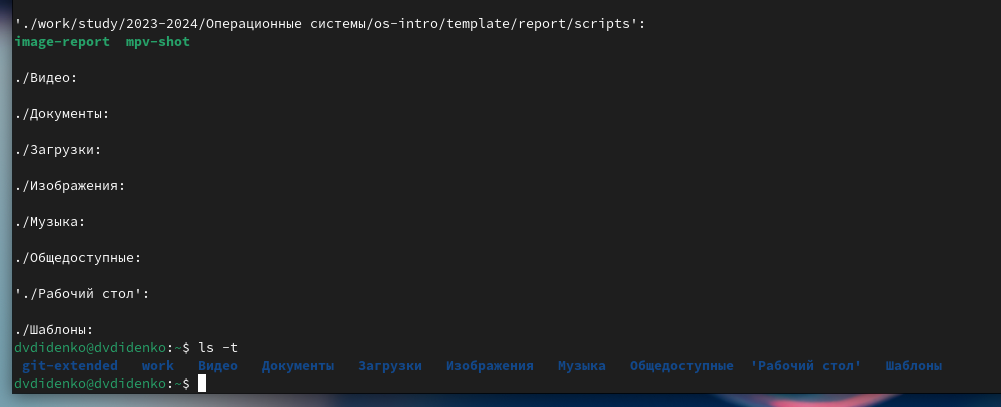 './work/study/2023-2024/Операционные системы/os-intro/template/report/scripts':
image-report  mpv-shot
./Видео:
./Документы:
./Загрузки:
./Изображения:
./Музыка:
./Общедоступные:
'./Рабочий стол':
./Шаблоны:
dvdidenko@dvdidenko:~$ ls -t
git-extended   work   Видео   Документы   Загрузки   Изображения   Музыка   Общедоступные  'Рабочий стол'   Шаблоны
dvdidenko@dvdidenko:~$